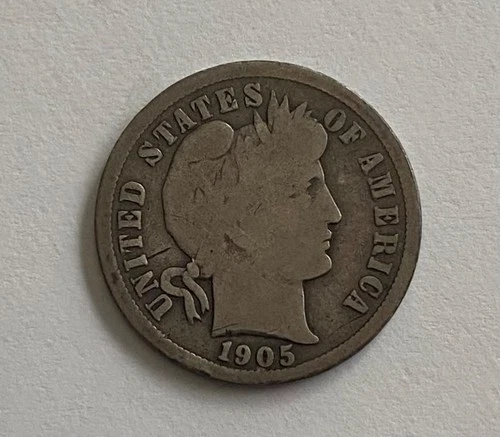 UNITED STATES OF AMERICA
1905